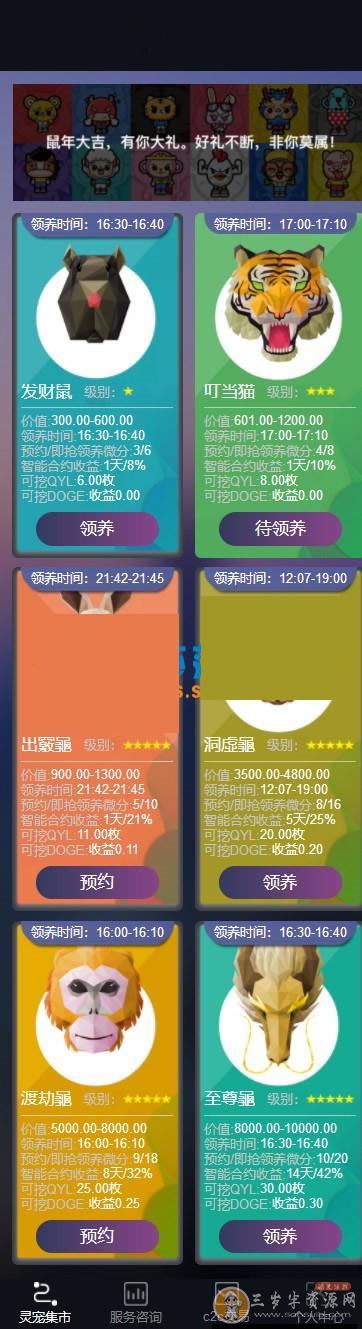 鼠年大吉，有你大礼。好礼不断，非你莫属！
领养时间：16:30-16:40
发财鼠 级别：★
价值:300.00-600.00
领养时间:16:30-16:40
预约/即抢领养微分:3/6
智能合约收益:1天/8%
可挖QYL:6.00枚
可挖DOGE:收益0.00
领养
领养时间：17:00-17:10
叮当猫 级别：★★★
价值:601.00-1200.00
领养时间:17:00-17:10
预约/即抢领养微分:4/8
智能合约收益:1天/10%
可挖QYL:8.00枚
可挖DOGE:收益0.00
待领养
领养时间：21:42-21:45
出窍龜 级别：★★★★★
价值:900.00-1300.00
领养时间:21:42-21:45
预约/即抢领养微分:5/10
智能合约收益:1天/21%
可挖QYL:11.00枚
可挖DOGE:收益0.11
预约
领养时间：12:07-19:00
洞虚龜 级别：★★★★★
价值:3500.00-4800.00
领养时间:12:07-19:00
预约/即抢领养微分:8/16
智能合约收益:5天/25%
可挖QYL:20.00枚
可挖DOGE:收益0.20
领养
领养时间：16:00-16:10
渡劫龜 级别：★★★★★
价值:5000.00-8000.00
领养时间:16:00-16:10
预约/即抢领养微分:9/18
智能合约收益:8天/32%
可挖QYL:25.00枚
可挖DOGE:收益0.25
预约
领养时间：16:30-16:40
至尊龜 级别：★★★★★
价值:8000.00-10000.00
领养时间:16:30-16:40
预约/即抢领养微分:10/20
智能合约收益:14天/42%
可挖QYL:30.00枚
可挖DOGE:收益0.30
领养
灵宠集市
服务咨询
个人中心
三岁半资源网